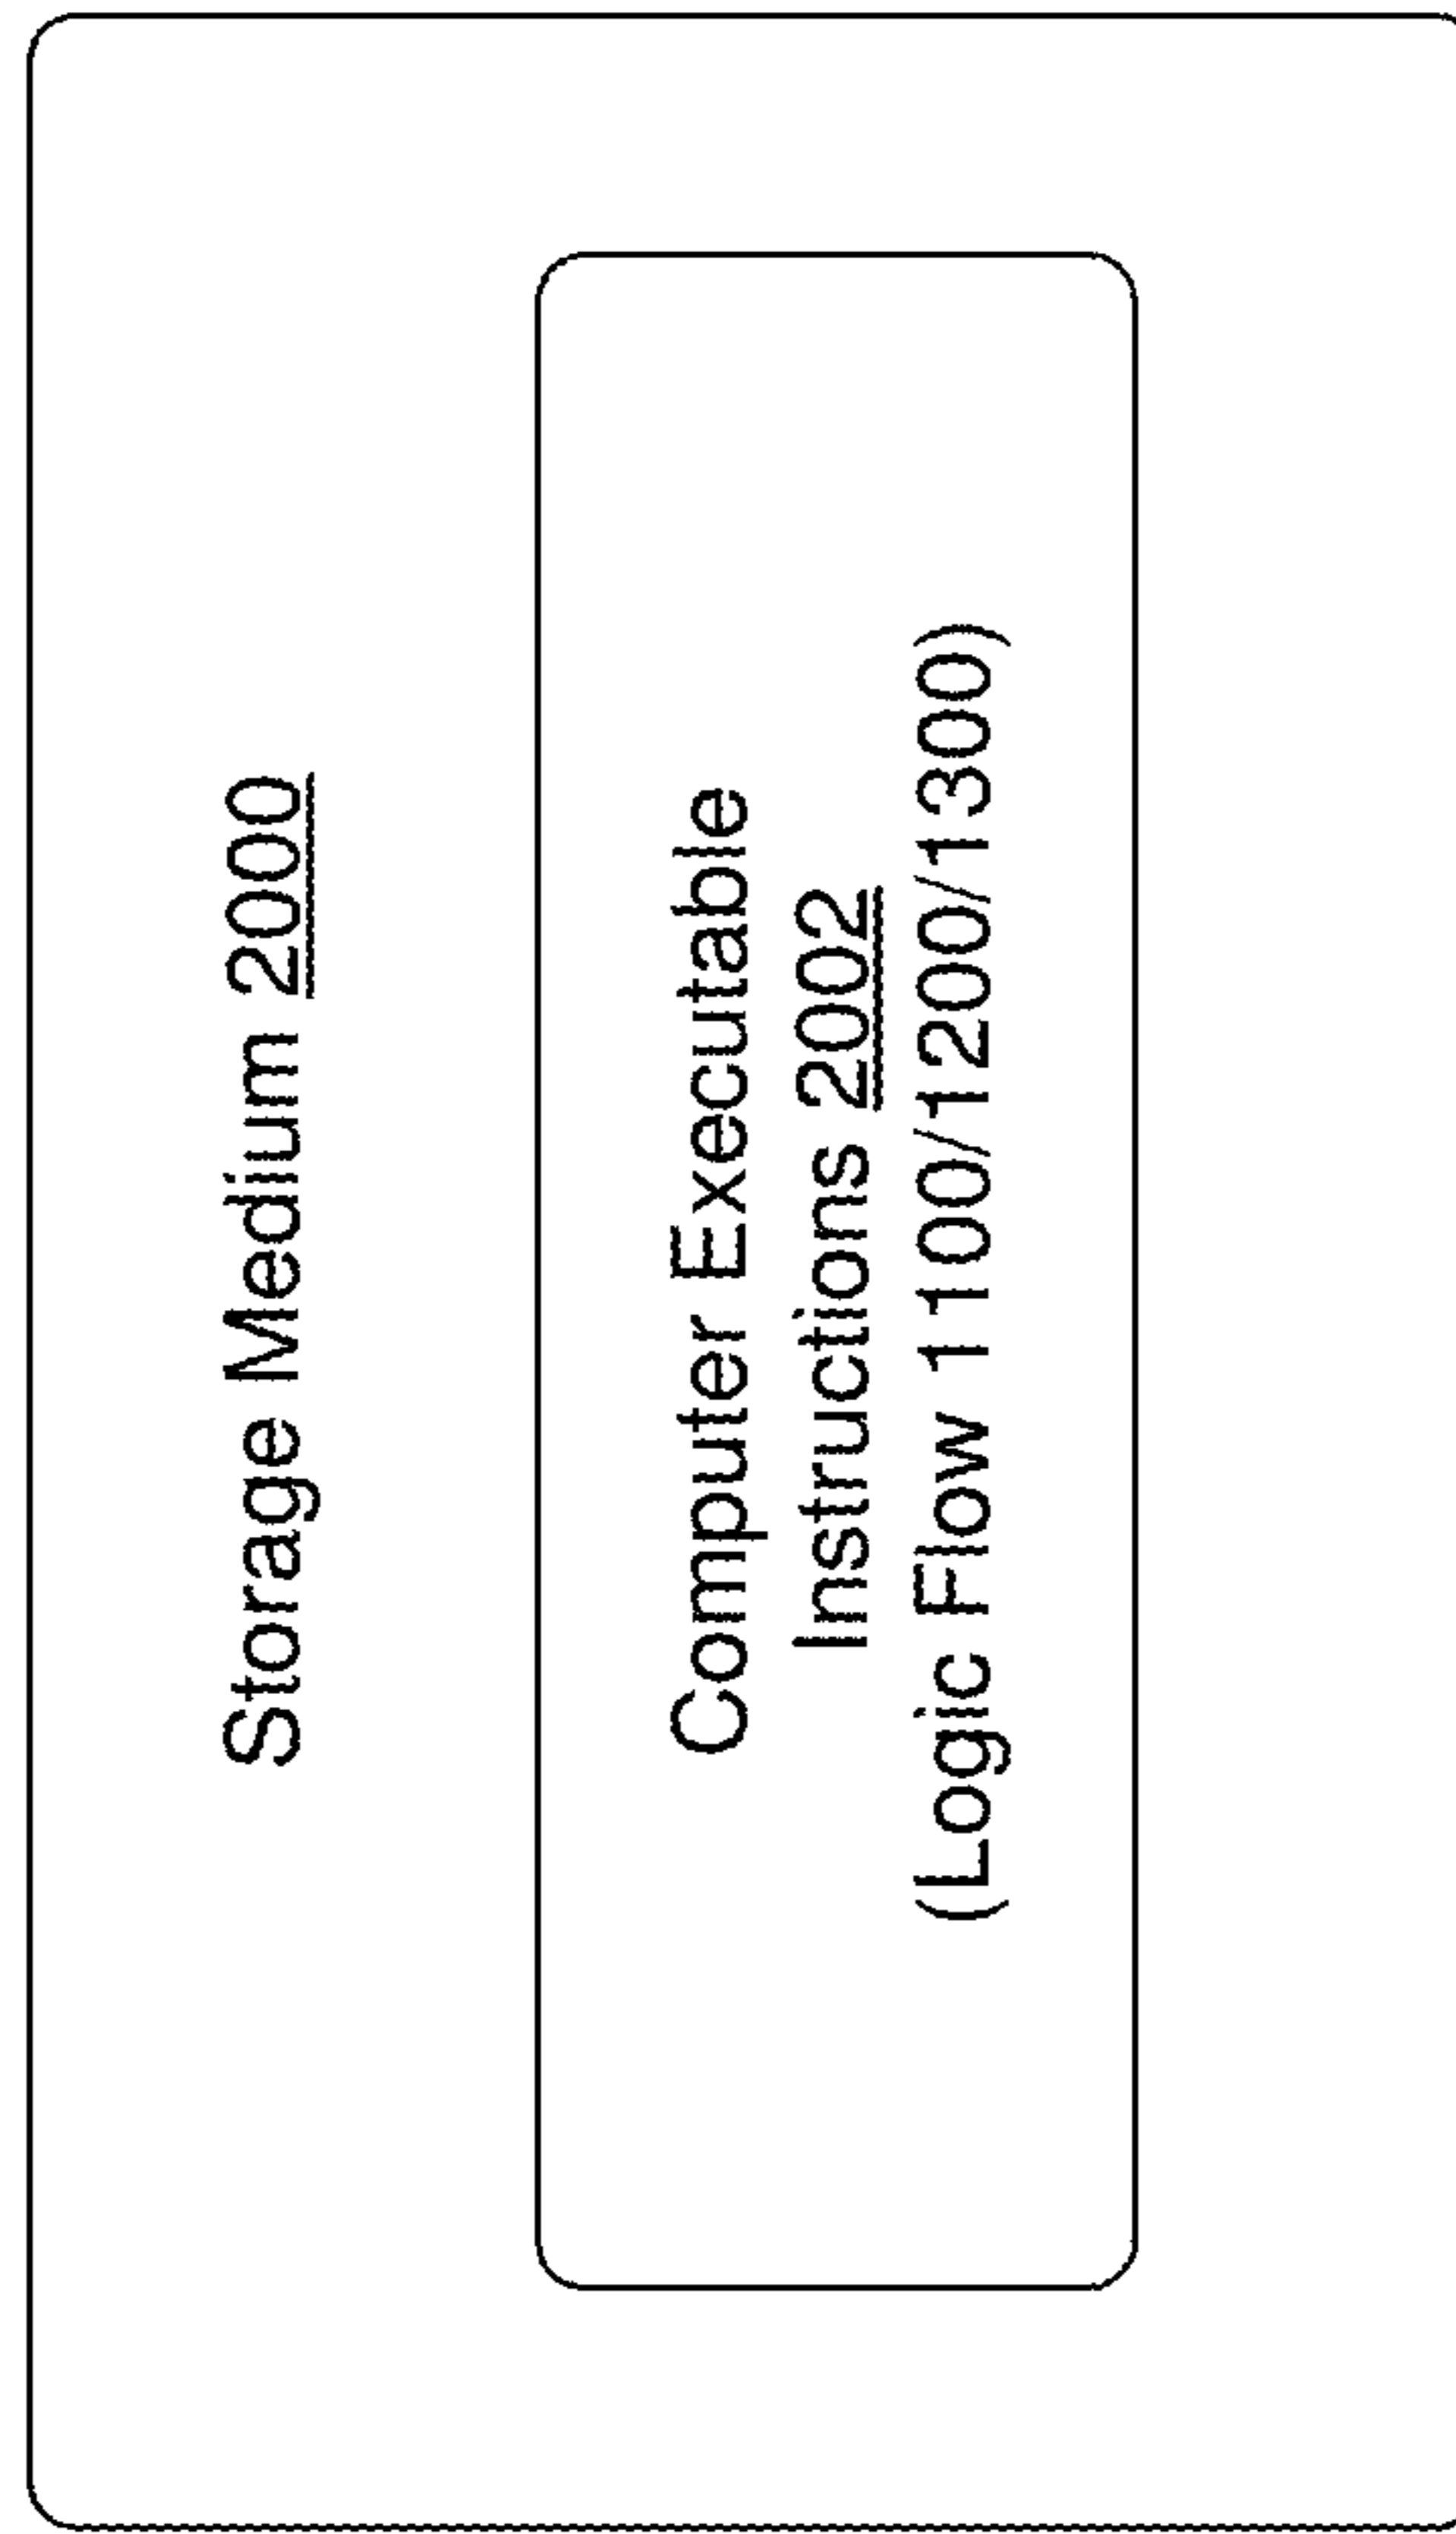 Storage Medium 2000
Computer Executable
Instructions 2002
(Logic Flow 1100/1200/1300)